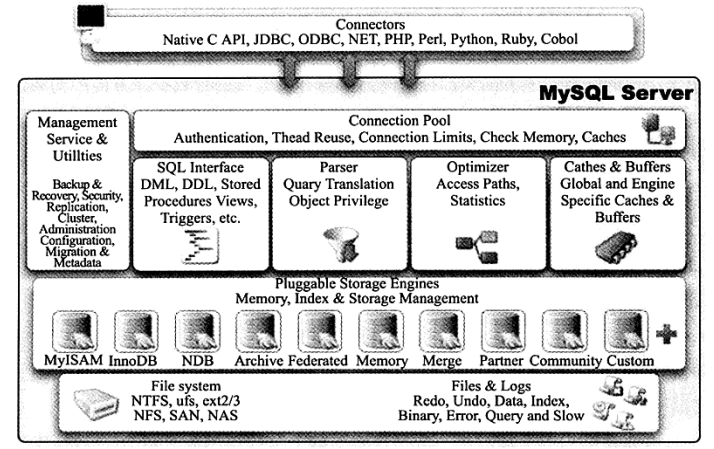 Connectors
Native C API, JDBC, ODBC, NET, PHP, Perl, Python, Ruby, Cobol
MySQL Server
Management
Service &
Utillties
Backup &
Recovery, Security,
Replication,
Cluster,
Administration
Configuration,
Migration &
Metadata
Connection Pool
Authentication, Thead Reuse, Connection Limits, Check Memory, Caches
SQL Interface
DML, DDL, Stored
Procedures Views,
Triggers, etc.
Parser
Quary Translation
Object Privilege
Optimizer
Access Paths,
Statistics
Cathes & Buffers
Global and Engine
Specific Caches &
Buffers
Pluggable Storage Engines
Memory, Index & Storage Management
MyISAM InnoDB NDB Archive Federated Memory Merge Partner Community Custom
File system
NTFS, ufs, ext2/3
NFS, SAN, NAS
Files & Logs
Redo, Undo, Data, Index,
Binary, Error, Query and Slow